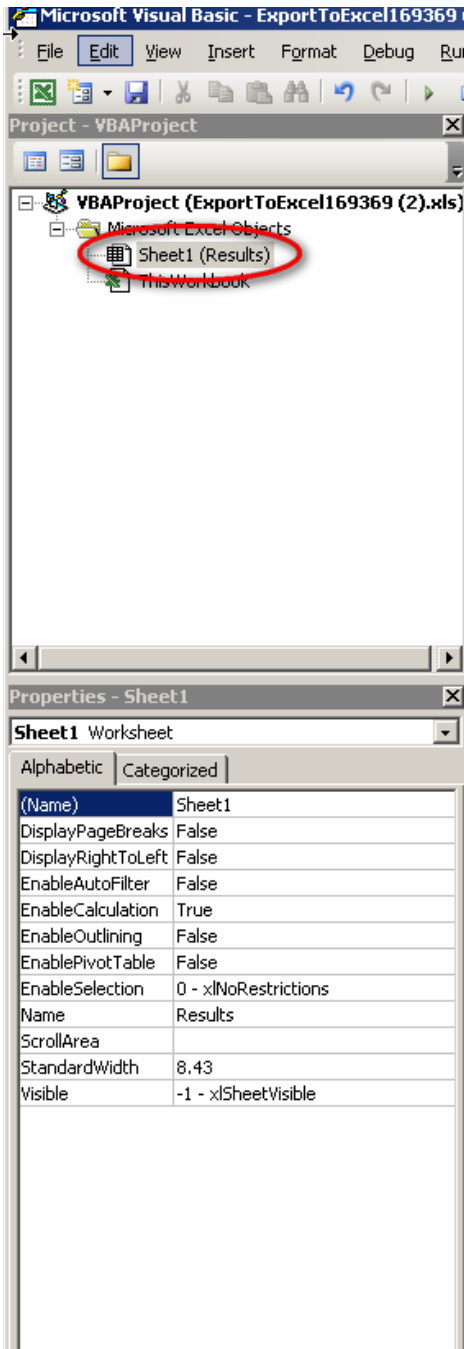 Microsoft Visual Basic - ExportToExcel169369 (
File Edit View Insert Format Debug Ru
Project - VBAProject
VBAProject (ExportToExcel169369 (2).xls)
Microsoft Excel Objects
Sheet1 (Results)
ThisWorkbook
Properties - Sheet1
Sheet1 Worksheet
Alphabetic Categorized
(Name) Sheet1
DisplayPageBreaks False
DisplayRightToLeft False
EnableAutoFilter False
EnableCalculation True
EnableOutlining False
EnablePivotTable False
EnableSelection 0 - xlNoRestrictions
Name Results
ScrollArea
StandardWidth 8.43
Visible -1 - xlSheetVisible